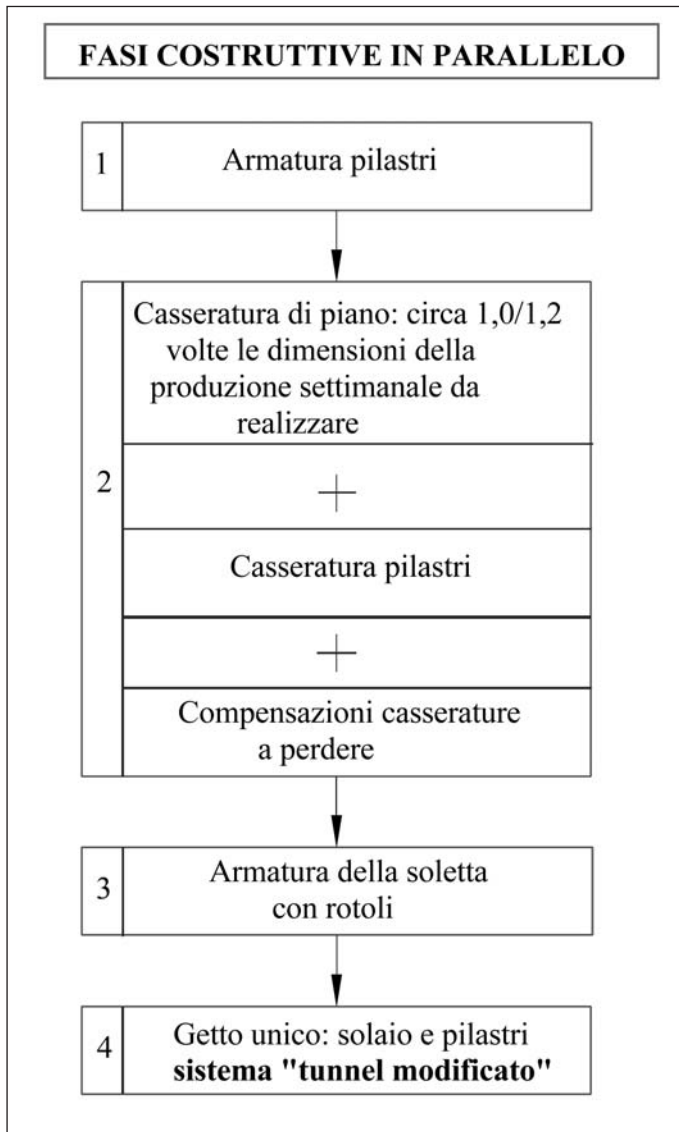 FASI COSTRUTTIVE IN PARALLELO
1
Armatura pilastri
2
Casseratura di piano: circa 1,0/1,2
volte le dimensioni della
produzione settimanale da
realizzare
+
Casseratura pilastri
+
Compensazioni casserature
a perdere
3
Armatura della soletta
con rotoli
4
Getto unico: solaio e pilastri
sistema "tunnel modificato"